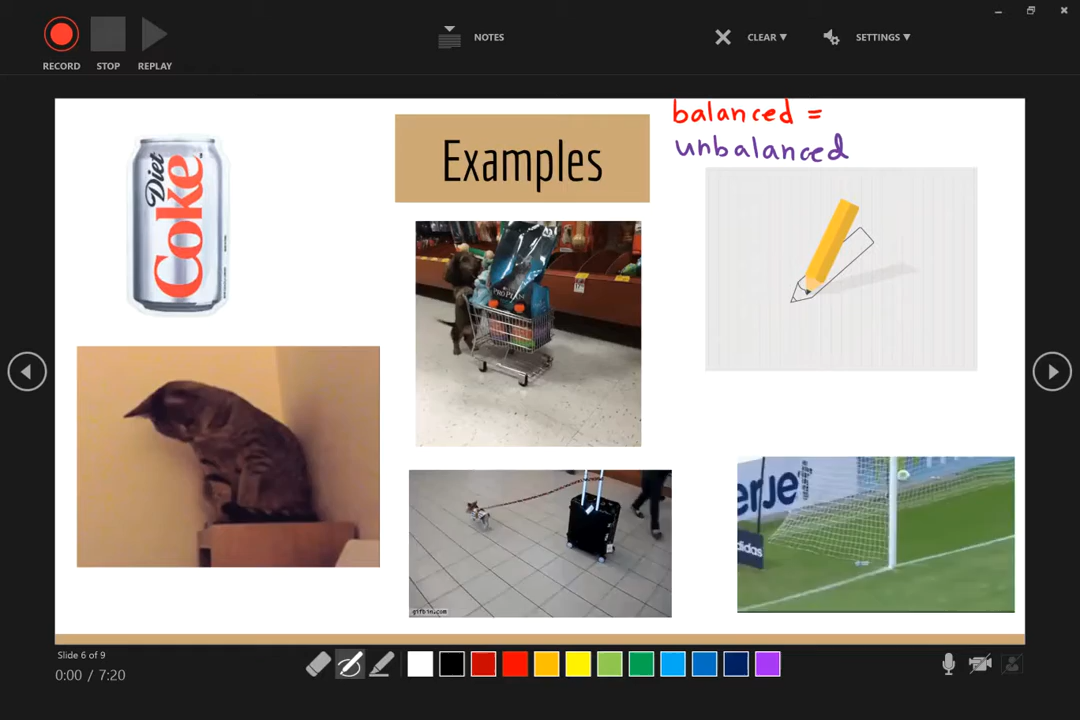 RECORD STOP REPLAY
NOTES
CLEAR
SETTINGS
balanced =
unbalanced
Examples
Diet
Coke
PRO PLAN
erje
adidas
gifbin.com
Slide 6 of 9
0:00 / 7:20